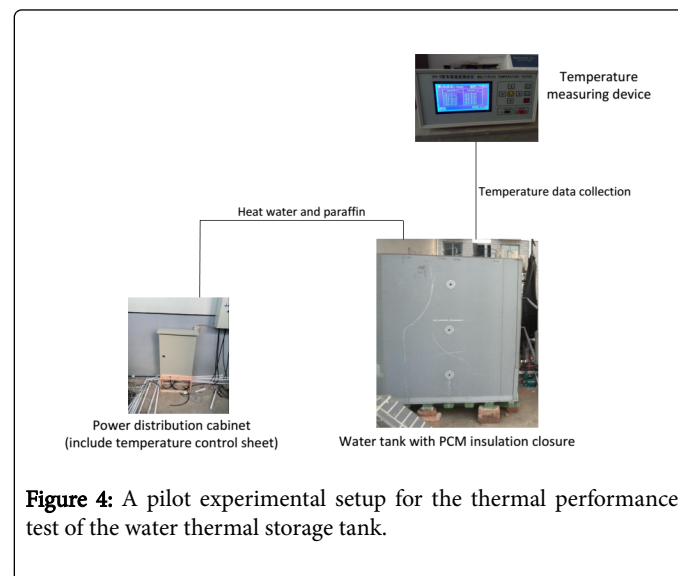 Temperature
measuring device
Temperature data collection
Heat water and paraffin
Power distribution cabinet
(include temperature control sheet)
Water tank with PCM insulation closure
Figure 4: A pilot experimental setup for the thermal performance
test of the water thermal storage tank.